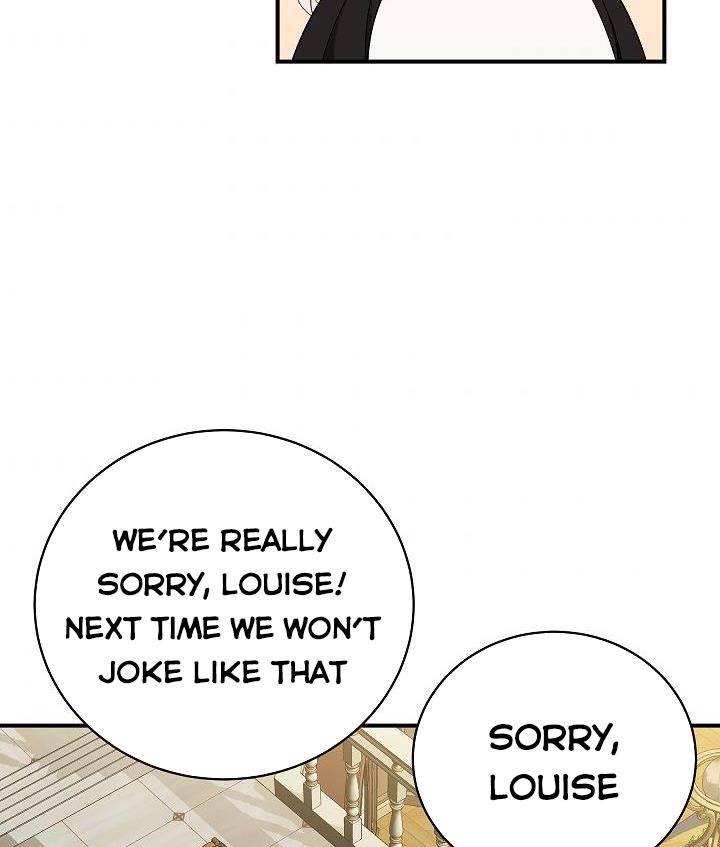 WE'RE REALLY
SORRY, LOUISE!
NEXT TIME WE WON'T
JOKE LIKE THAT
SORRY,
LOUISE